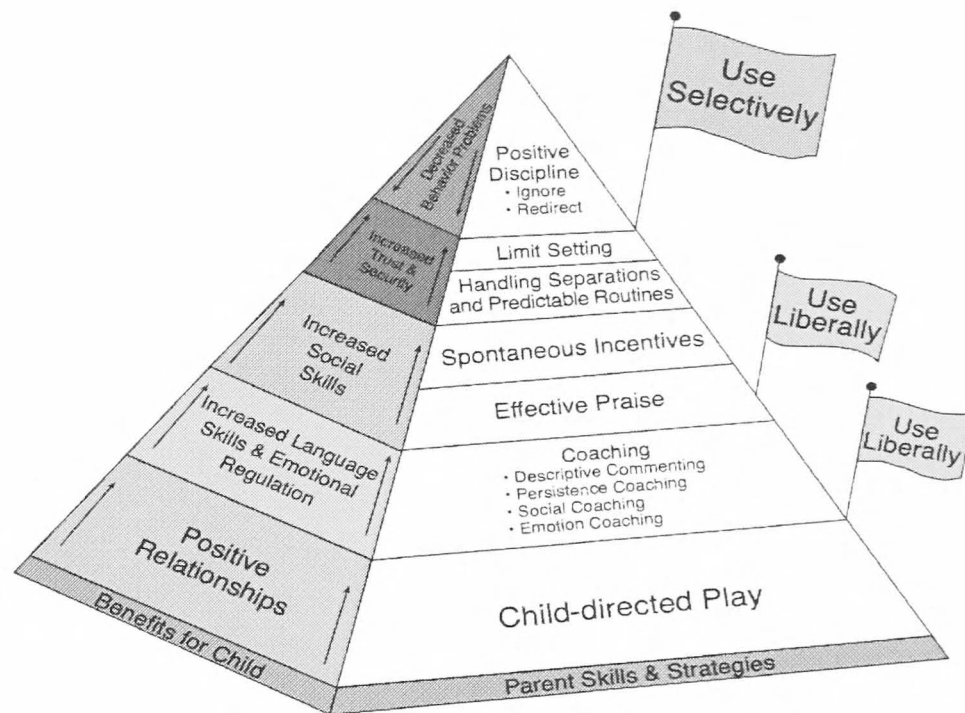 Use
Selectively
Use
Liberally
Use
Liberally
Decreased
Behavior Problems
Increased
Trust &
Security
Increased
Social
Skills
Increased Language
Skills & Emotional
Regulation
Positive
Relationships
Benefits for Child
Positive
Discipline
• Ignore
• Redirect
Limit Setting
Handling Separations
and Predictable Routines
Spontaneous Incentives
Effective Praise
Coaching
• Descriptive Commenting
• Persistence Coaching
• Social Coaching
• Emotion Coaching
Child-directed Play
Parent Skills & Strategies